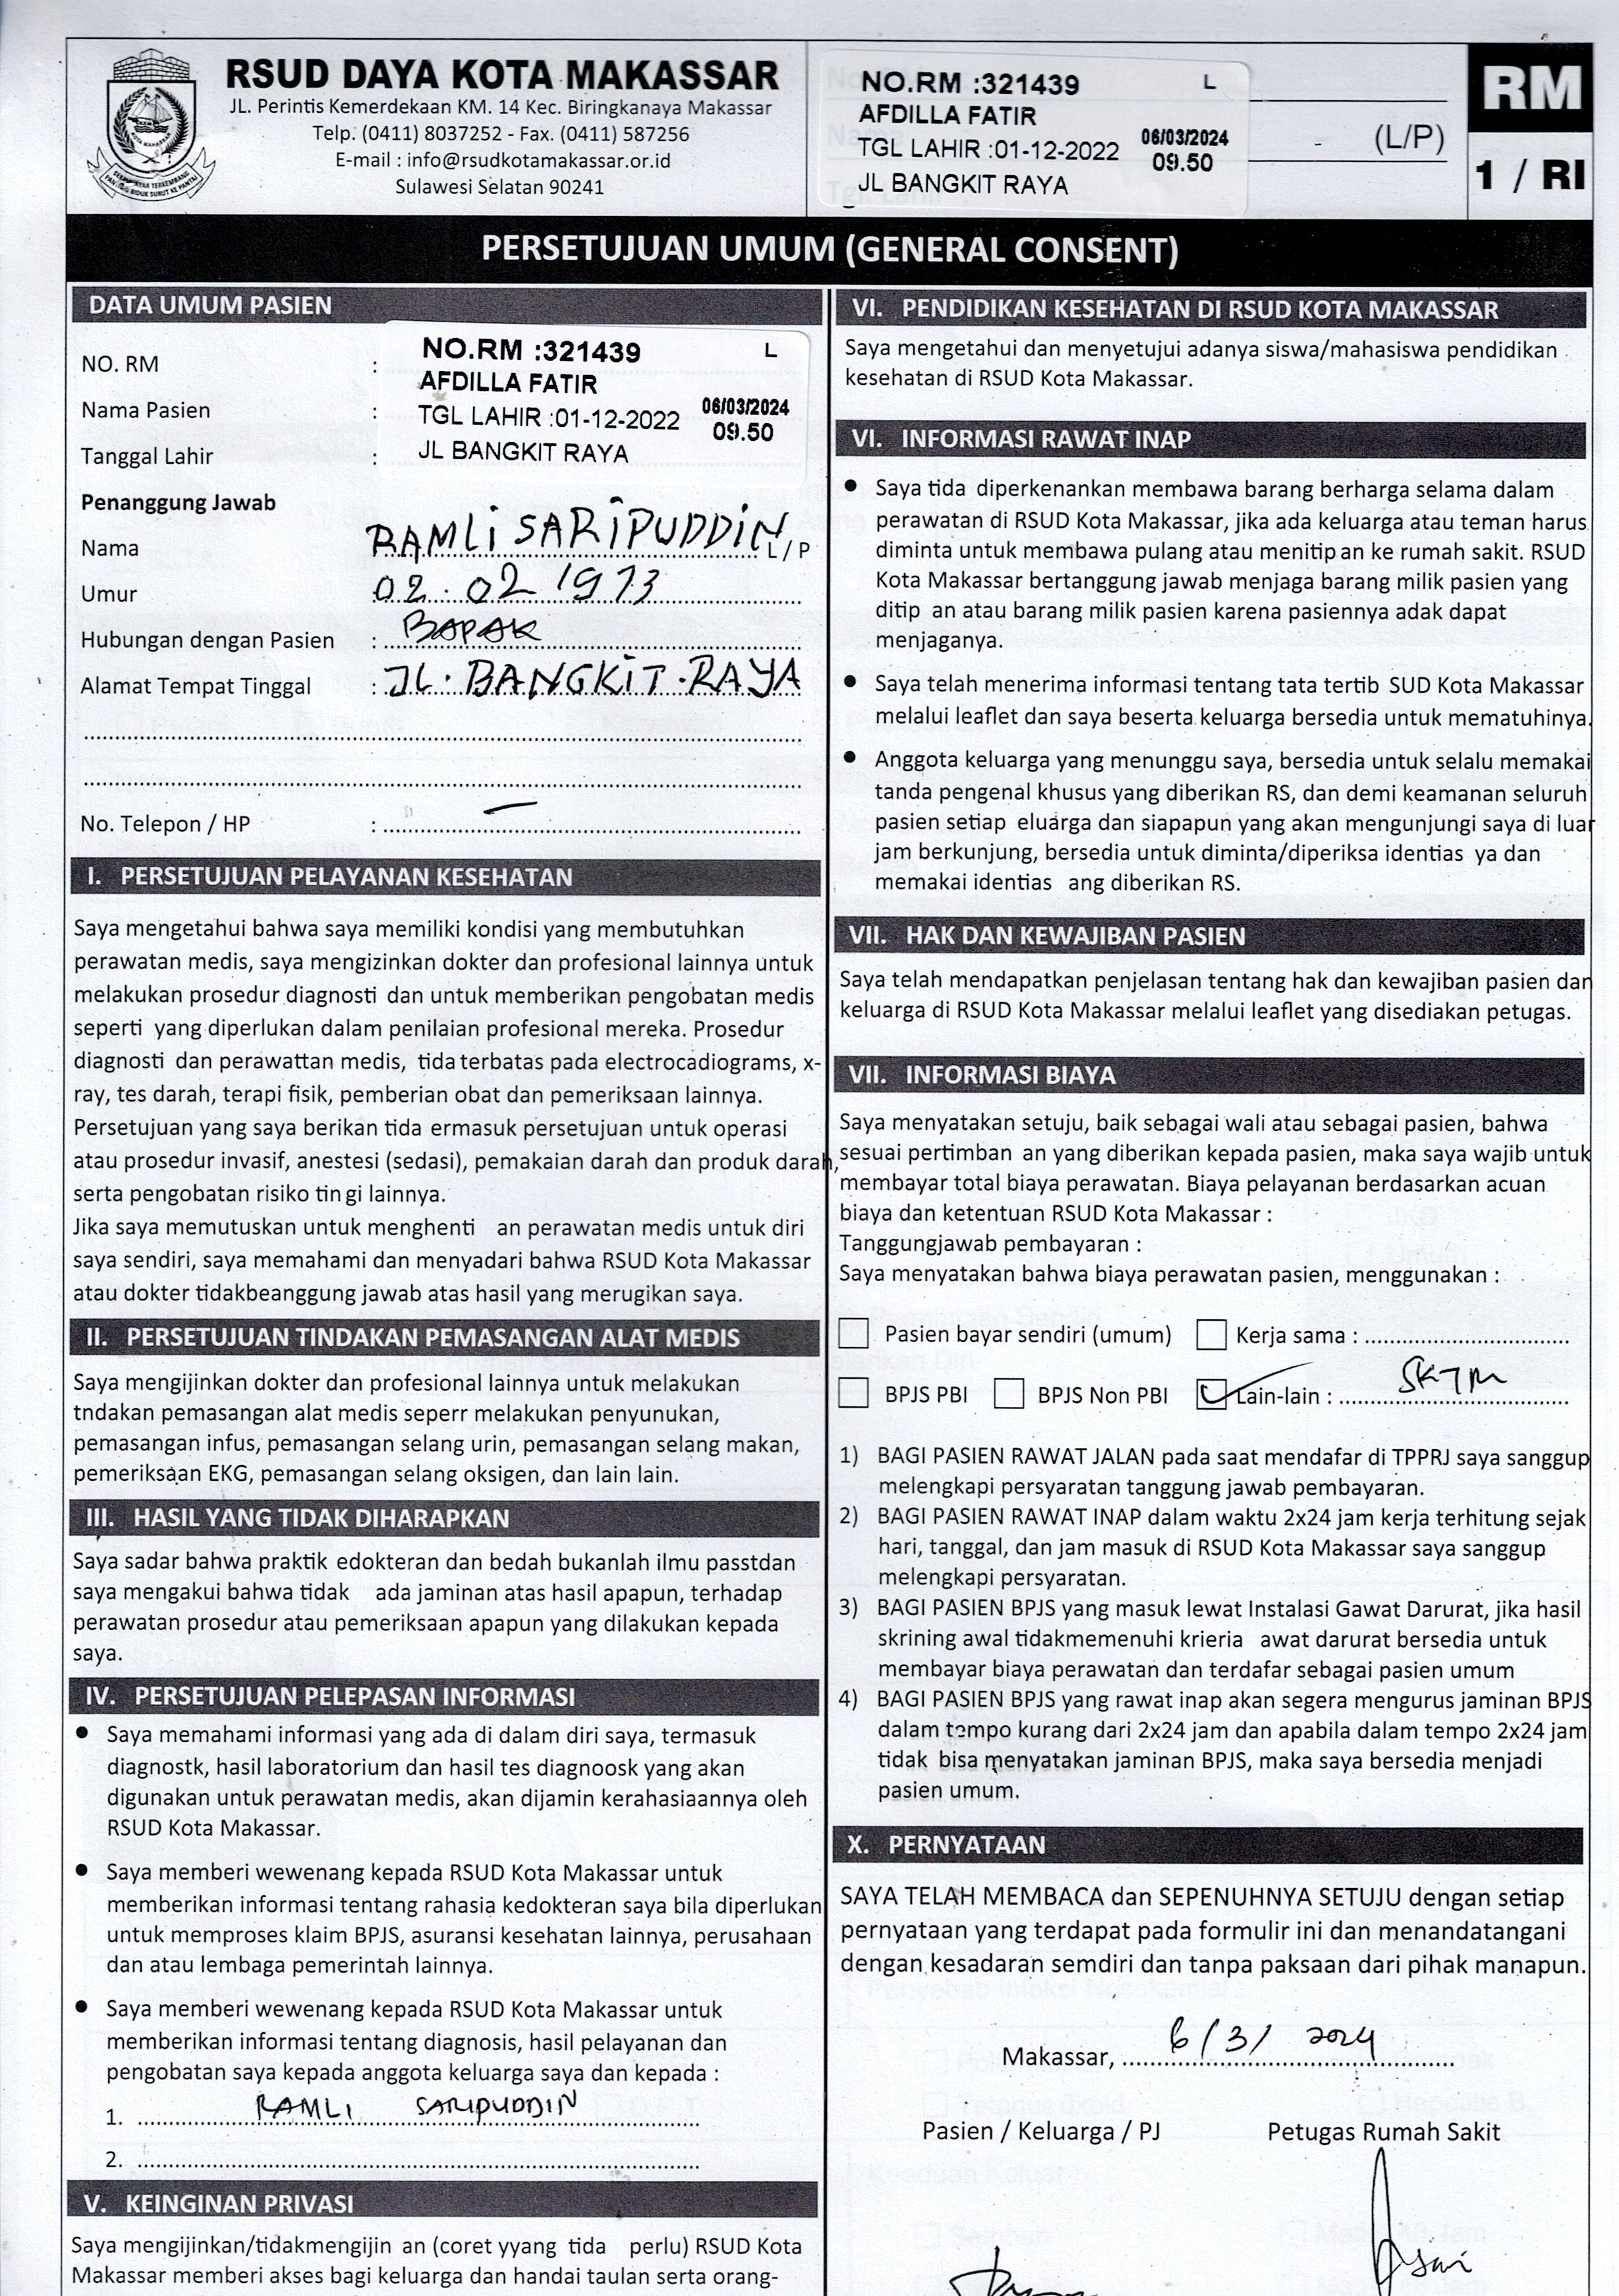 RSUD DAYA KOTA MAKASSAR
JL. Perintis Kemerdekaan KM. 14 Kec. Biringkanaya Makassar
Telp. (0411) 8037252 - Fax. (0411) 587256
E-mail : info@rsudkotamakassar.or.id
Sulawesi Selatan 90241
NO.RM :321439 L
AFDILLA FATIR
TGL LAHIR :01-12-2022 06/03/2024
09.50
JL BANGKIT RAYA
(L/P)
RM
1 / RI
PERSETUJUAN UMUM (GENERAL CONSENT)
DATA UMUM PASIEN
NO. RM :
Nama Pasien :
Tanggal Lahir :
NO.RM :321439 L
AFDILLA FATIR
TGL LAHIR :01-12-2022 06/03/2024
09.50
JL BANGKIT RAYA
Penanggung Jawab
Nama RAMLI SARIPUDDIN L / P
Umur 02.02 1973
Hubungan dengan Pasien : BAPAK
Alamat Tempat Tinggal : JL. BANGKIT.RAYA
No. Telepon / HP : —
I. PERSETUJUAN PELAYANAN KESEHATAN
Saya mengetahui bahwa saya memiliki kondisi yang membutuhkan
perawatan medis, saya mengizinkan dokter dan profesional lainnya untuk
melakukan prosedur diagnosti dan untuk memberikan pengobatan medis
seperti yang diperlukan dalam penilaian profesional mereka. Prosedur
diagnosti dan perawattan medis, tida terbatas pada electrocadiograms, x-
ray, tes darah, terapi fisik, pemberian obat dan pemeriksaan lainnya.
Persetujuan yang saya berikan tida ermasuk persetujuan untuk operasi
atau prosedur invasif, anestesi (sedasi), pemakaian darah dan produk darah,
serta pengobatan risiko tin gi lainnya.
Jika saya memutuskan untuk menghenti an perawatan medis untuk diri
saya sendiri, saya memahami dan menyadari bahwa RSUD Kota Makassar
atau dokter tidakbeanggung jawab atas hasil yang merugikan saya.
II. PERSETUJUAN TINDAKAN PEMASANGAN ALAT MEDIS
Saya mengijinkan dokter dan profesional lainnya untuk melakukan
tndakan pemasangan alat medis seperr melakukan penyunukan,
pemasangan infus, pemasangan selang urin, pemasangan selang makan,
pemeriksaan EKG, pemasangan selang oksigen, dan lain lain.
III. HASIL YANG TIDAK DIHARAPKAN
Saya sadar bahwa praktik edokteran dan bedah bukanlah ilmu passtdan
saya mengakui bahwa tidak ada jaminan atas hasil apapun, terhadap
perawatan prosedur atau pemeriksaan apapun yang dilakukan kepada
saya.
IV. PERSETUJUAN PELEPASAN INFORMASI
● Saya memahami informasi yang ada di dalam diri saya, termasuk
diagnostk, hasil laboratorium dan hasil tes diagnoosk yang akan
digunakan untuk perawatan medis, akan dijamin kerahasiaannya oleh
RSUD Kota Makassar.
● Saya memberi wewenang kepada RSUD Kota Makassar untuk
memberikan informasi tentang rahasia kedokteran saya bila diperlukan
untuk memproses klaim BPJS, asuransi kesehatan lainnya, perusahaan
dan atau lembaga pemerintah lainnya.
● Saya memberi wewenang kepada RSUD Kota Makassar untuk
memberikan informasi tentang diagnosis, hasil pelayanan dan
pengobatan saya kepada anggota keluarga saya dan kepada :
1. RAMLI SARIPUDDIN
2.
V. KEINGINAN PRIVASI
Saya mengijinkan/tidakmengijin an (coret yyang tida perlu) RSUD Kota
Makassar memberi akses bagi keluarga dan handai taulan serta orang-
VI. PENDIDIKAN KESEHATAN DI RSUD KOTA MAKASSAR
Saya mengetahui dan menyetujui adanya siswa/mahasiswa pendidikan
kesehatan di RSUD Kota Makassar.
VI. INFORMASI RAWAT INAP
● Saya tida diperkenankan membawa barang berharga selama dalam
perawatan di RSUD Kota Makassar, jika ada keluarga atau teman harus
diminta untuk membawa pulang atau menitip an ke rumah sakit. RSUD
Kota Makassar bertanggung jawab menjaga barang milik pasien yang
ditip an atau barang milik pasien karena pasiennya adak dapat
menjaganya.
● Saya telah menerima informasi tentang tata tertib SUD Kota Makassar
melalui leaflet dan saya beserta keluarga bersedia untuk mematuhinya.
● Anggota keluarga yang menunggu saya, bersedia untuk selalu memakai
tanda pengenal khusus yang diberikan RS, dan demi keamanan seluruh
pasien setiap eluarga dan siapapun yang akan mengunjungi saya di luar
jam berkunjung, bersedia untuk diminta/diperiksa identias ya dan
memakai identias ang diberikan RS.
VII. HAK DAN KEWAJIBAN PASIEN
Saya telah mendapatkan penjelasan tentang hak dan kewajiban pasien dan
keluarga di RSUD Kota Makassar melalui leaflet yang disediakan petugas.
VII. INFORMASI BIAYA
Saya menyatakan setuju, baik sebagai wali atau sebagai pasien, bahwa
sesuai pertimban an yang diberikan kepada pasien, maka saya wajib untuk
membayar total biaya perawatan. Biaya pelayanan berdasarkan acuan
biaya dan ketentuan RSUD Kota Makassar :
Tanggungjawab pembayaran :
Saya menyatakan bahwa biaya perawatan pasien, menggunakan :
Pasien bayar sendiri (umum) Kerja sama :
BPJS PBI BPJS Non PBI Lain-lain : SKTM
1) BAGI PASIEN RAWAT JALAN pada saat mendafar di TPPRJ saya sanggup
melengkapi persyaratan tanggung jawab pembayaran.
2) BAGI PASIEN RAWAT INAP dalam waktu 2x24 jam kerja terhitung sejak
hari, tanggal, dan jam masuk di RSUD Kota Makassar saya sanggup
melengkapi persyaratan.
3) BAGI PASIEN BPJS yang masuk lewat Instalasi Gawat Darurat, jika hasil
skrining awal tidakmemenuhi krieria awat darurat bersedia untuk
membayar biaya perawatan dan terdafar sebagai pasien umum
4) BAGI PASIEN BPJS yang rawat inap akan segera mengurus jaminan BPJS
dalam tempo kurang dari 2x24 jam dan apabila dalam tempo 2x24 jam
tidak bisa menyatakan jaminan BPJS, maka saya bersedia menjadi
pasien umum.
X. PERNYATAAN
SAYA TELAH MEMBACA dan SEPENUHNYA SETUJU dengan setiap
pernyataan yang terdapat pada formulir ini dan menandatangani
dengan kesadaran semdiri dan tanpa paksaan dari pihak manapun.
Makassar, 6/3/ 2024
Pasien / Keluarga / PJ Petugas Rumah Sakit